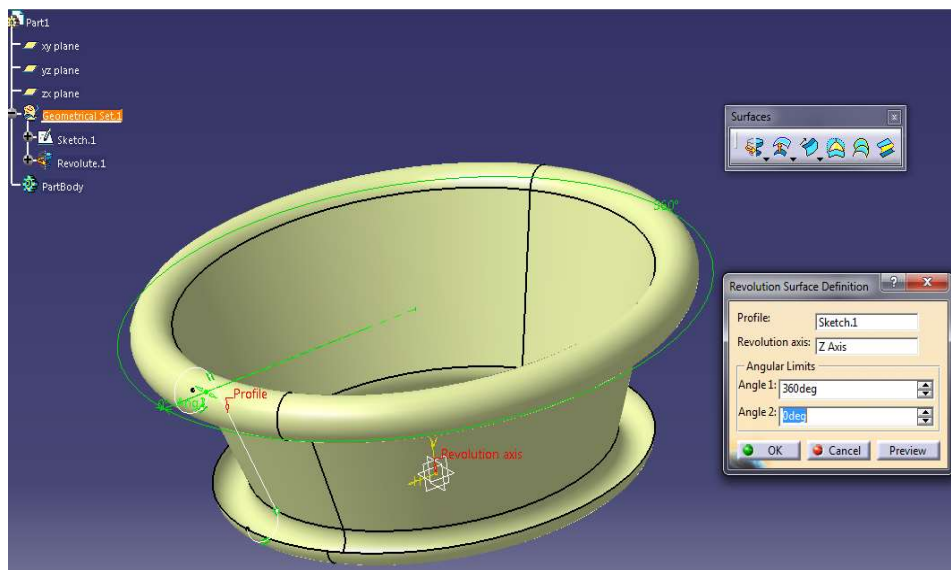 Part1
xy plane
yz plane
zx plane
Geometrical Set.1
Sketch.1
Revolute.1
PartBody
Surfaces
360°
Profile
Revolution axis
Revolution Surface Definition
Profile: Sketch.1
Revolution axis: Z Axis
Angular Limits
Angle 1: 360deg
Angle 2: 0deg
OK Cancel Preview